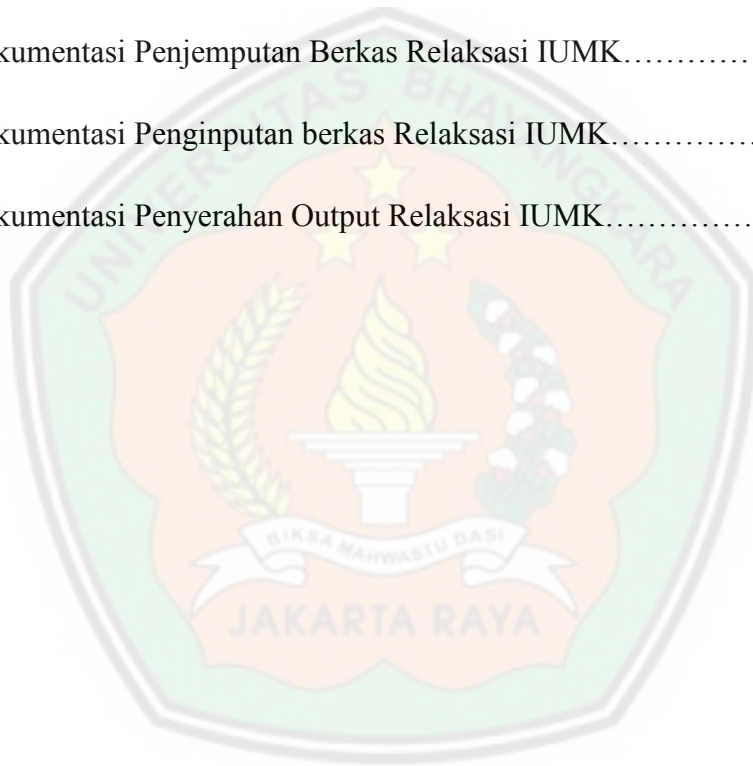 kumentasi Penjemputan Berkas Relaksasi IUMK…………
kumentasi Penginputan berkas Relaksasi IUMK……………
kumentasi Penyerahan Output Relaksasi IUMK……………
UNIVERSITAS BHAYANGKARA
BIKSA MAHWASTU DASI
JAKARTA RAYA